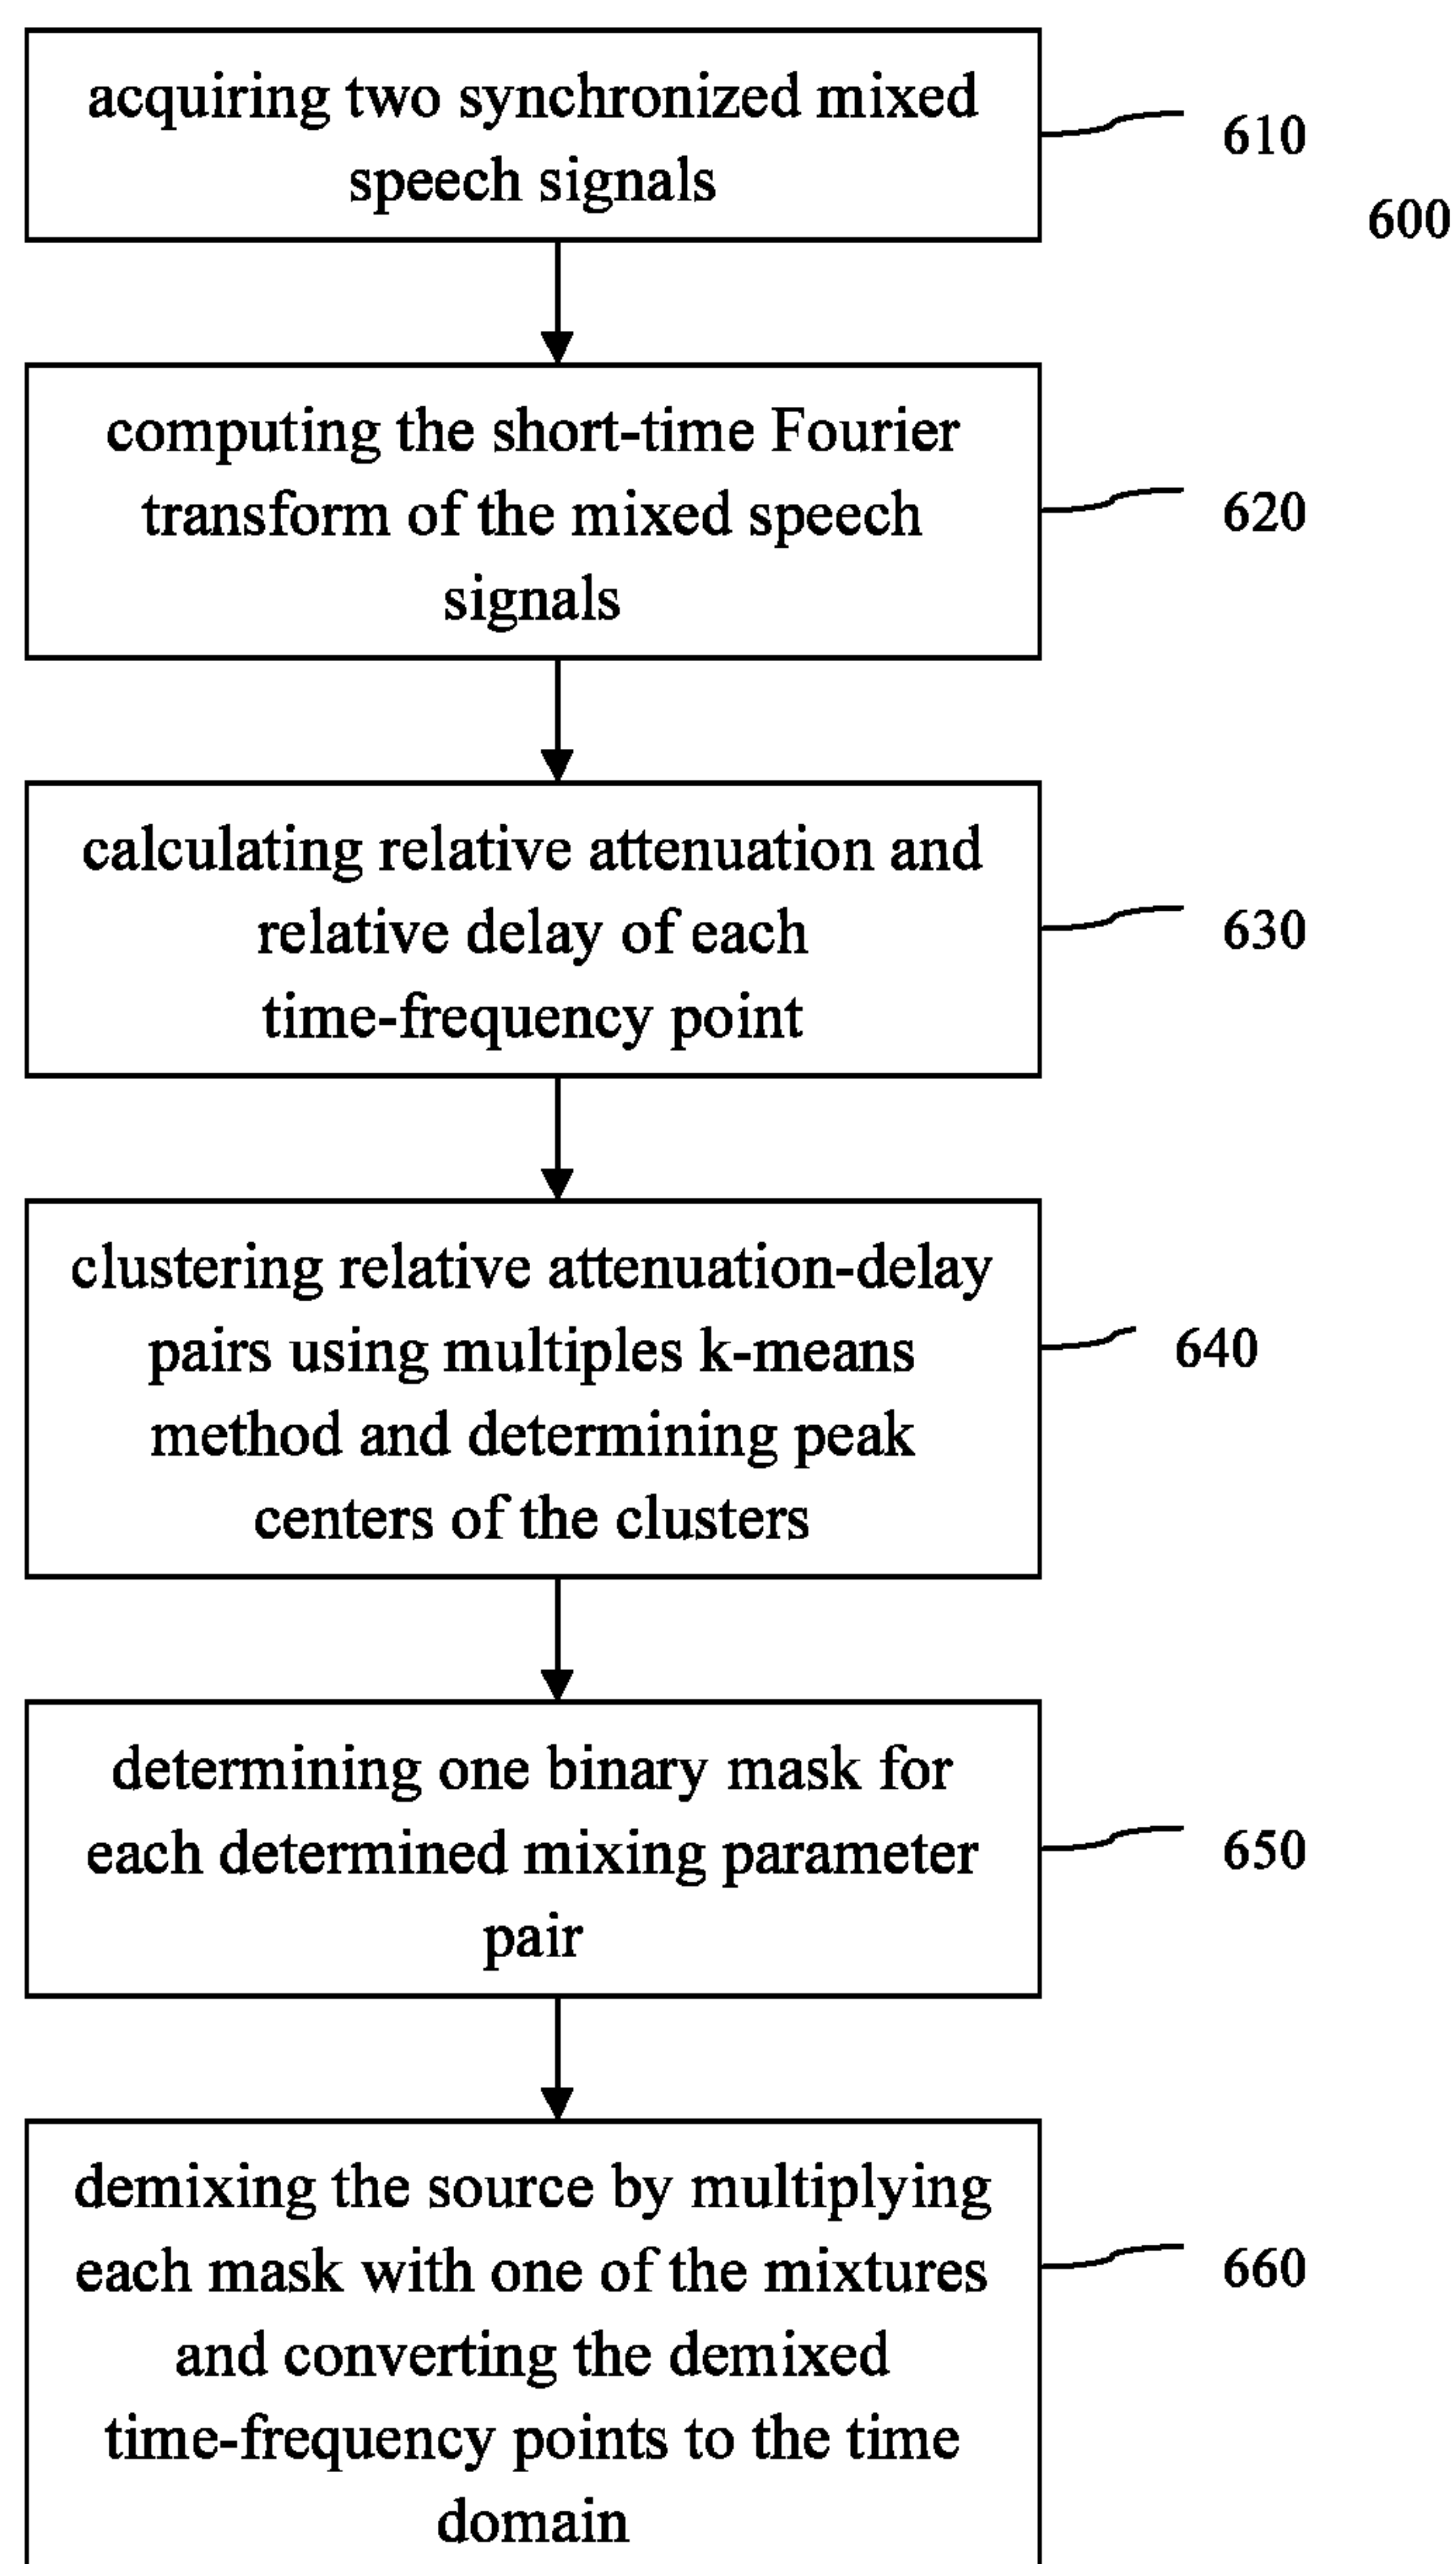 acquiring two synchronized mixed
speech signals
610
600
computing the short-time Fourier
transform of the mixed speech
signals
620
calculating relative attenuation and
relative delay of each
time-frequency point
630
clustering relative attenuation-delay
pairs using multiples k-means
method and determining peak
centers of the clusters
640
determining one binary mask for
each determined mixing parameter
pair
650
demixing the source by multiplying
each mask with one of the mixtures
and converting the demixed
time-frequency points to the time
domain
660